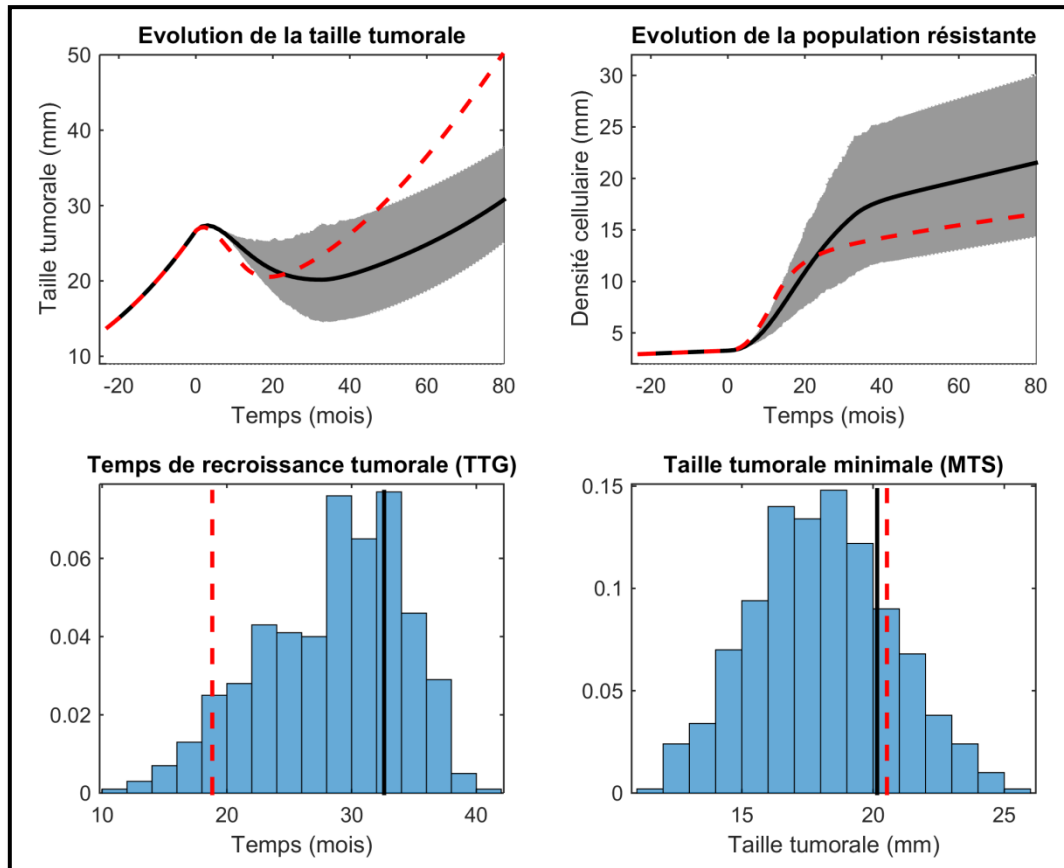 Evolution de la taille tumorale
Taille tumorale (mm)
50
40
30
20
10
-20 0 20 40 60 80
Temps (mois)
Evolution de la population résistante
Densité cellulaire (mm)
30
25
20
15
10
5
-20 0 20 40 60 80
Temps (mois)
Temps de recroissance tumorale (TTG)
0.06
0.04
0.02
0
10 20 30 40
Temps (mois)
Taille tumorale minimale (MTS)
0.15
0.1
0.05
0
15 20 25
Taille tumorale (mm)